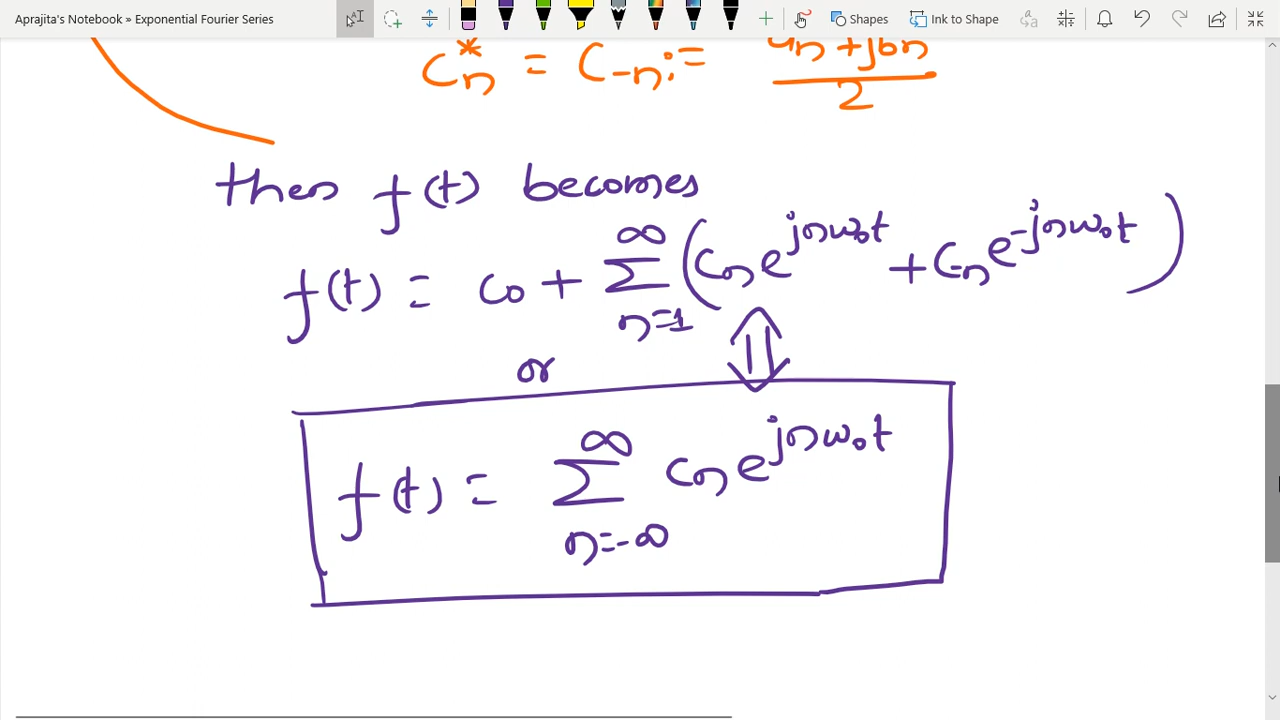 Aprajita's Notebook » Exponential Fourier Series
Shapes Ink to Shape
Cn* = C-n = (an + jbn)/2
then f(t) becomes
f(t) = c0 + ∑_{n=1}^{∞} (Cn e^{jnω₀t} + C-n e^{-jnω₀t})
or
f(t) = ∑_{n=-∞}^{∞} Cn e^{jnω₀t}